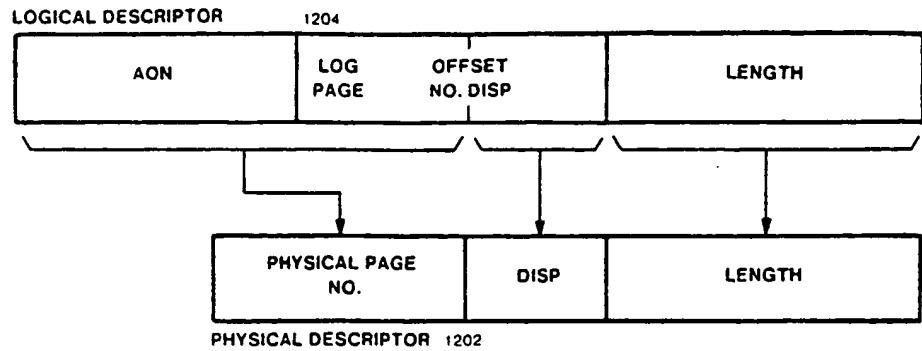 LOGICAL DESCRIPTOR 1204
AON
LOG OFFSET
PAGE NO. DISP
LENGTH
PHYSICAL PAGE
NO.
DISP
LENGTH
PHYSICAL DESCRIPTOR 1202